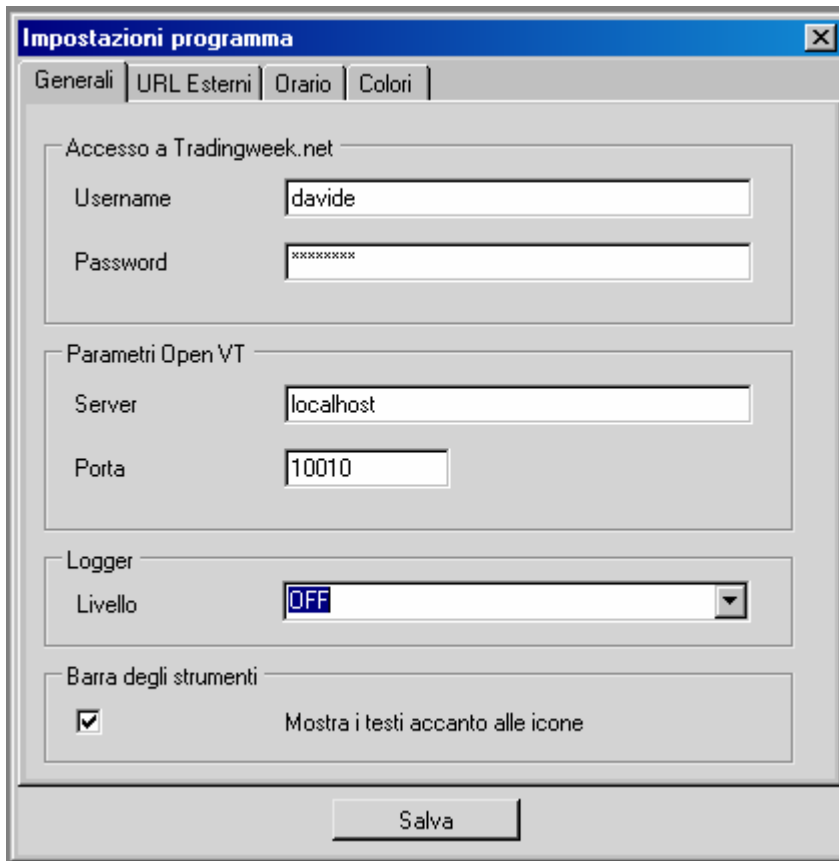 Impostazioni programma
Generali URL Esterni Orario Colori
Accesso a Tradingweek.net
Username davide
Password ********
Parametri Open VT
Server localhost
Porta 10010
Logger
Livello OFF
Barra degli strumenti
Mostra i testi accanto alle icone
Salva